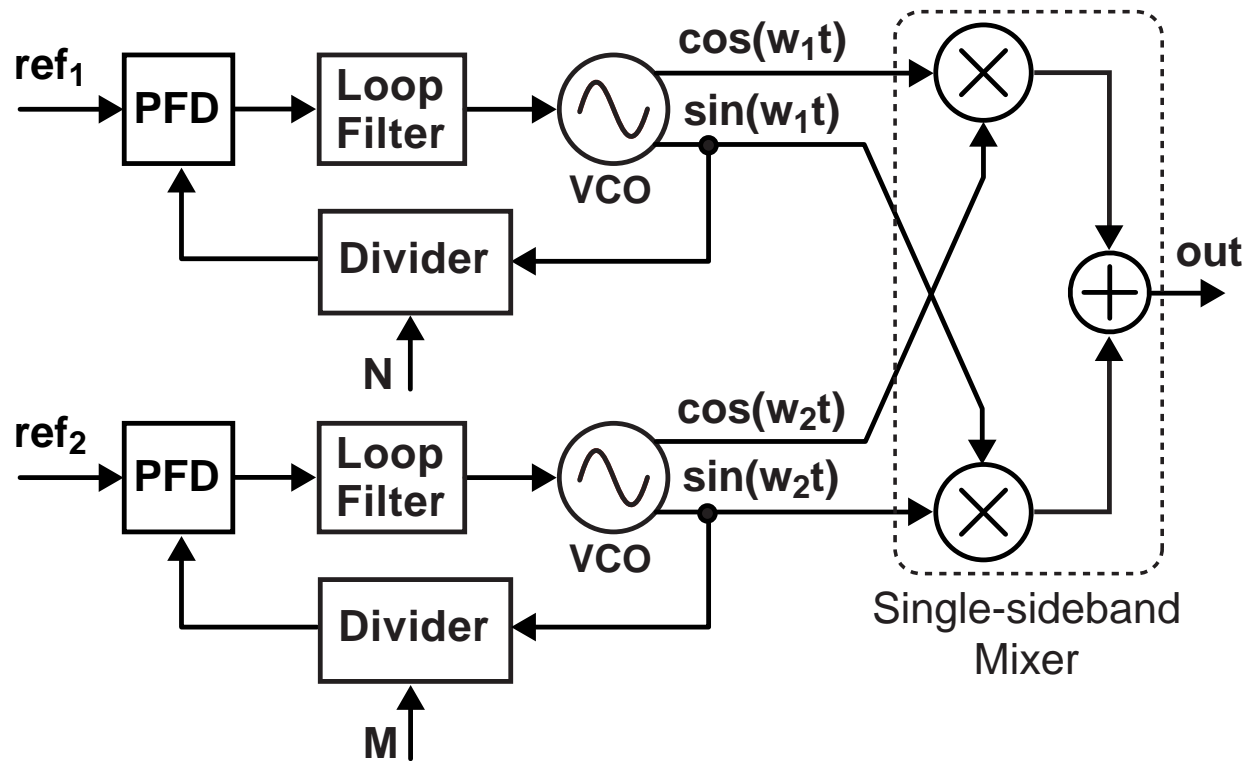 ref1
PFD
Loop
Filter
VCO
cos(w1t)
sin(w1t)
Divider
N
out
ref2
PFD
Loop
Filter
VCO
cos(w2t)
sin(w2t)
Divider
M
Single-sideband
Mixer